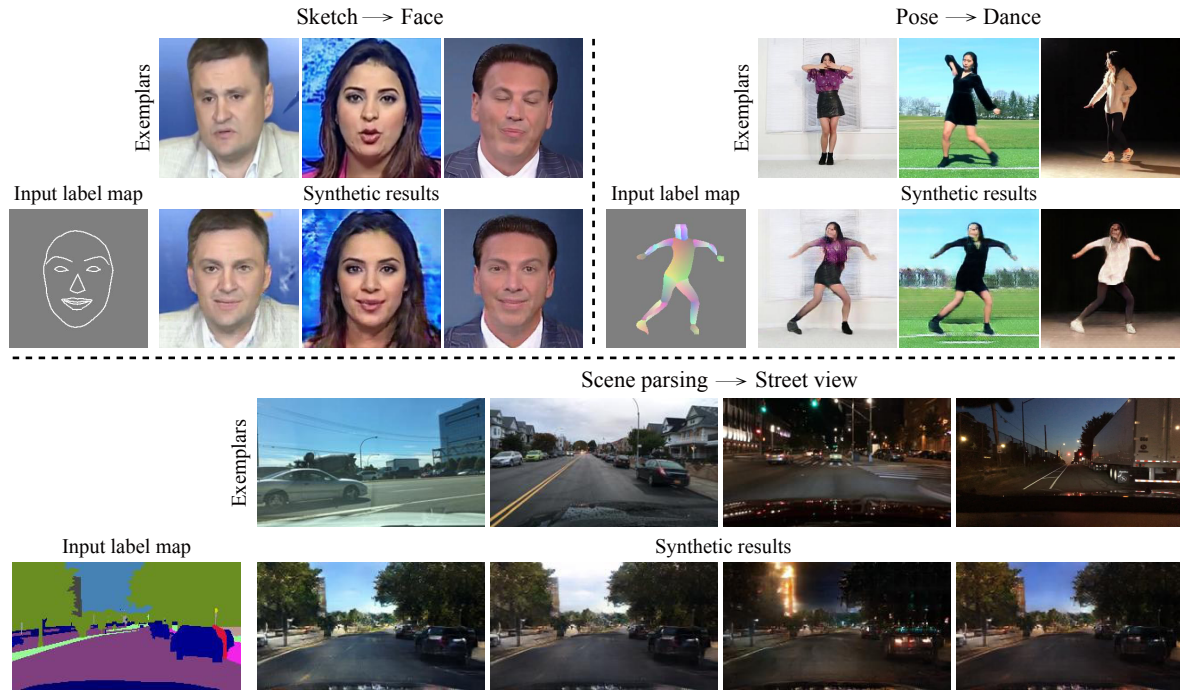 Sketch → Face
Pose → Dance
Exemplars
Exemplars
Input label map
Synthetic results
Input label map
Synthetic results
Scene parsing → Street view
Exemplars
Input label map
Synthetic results